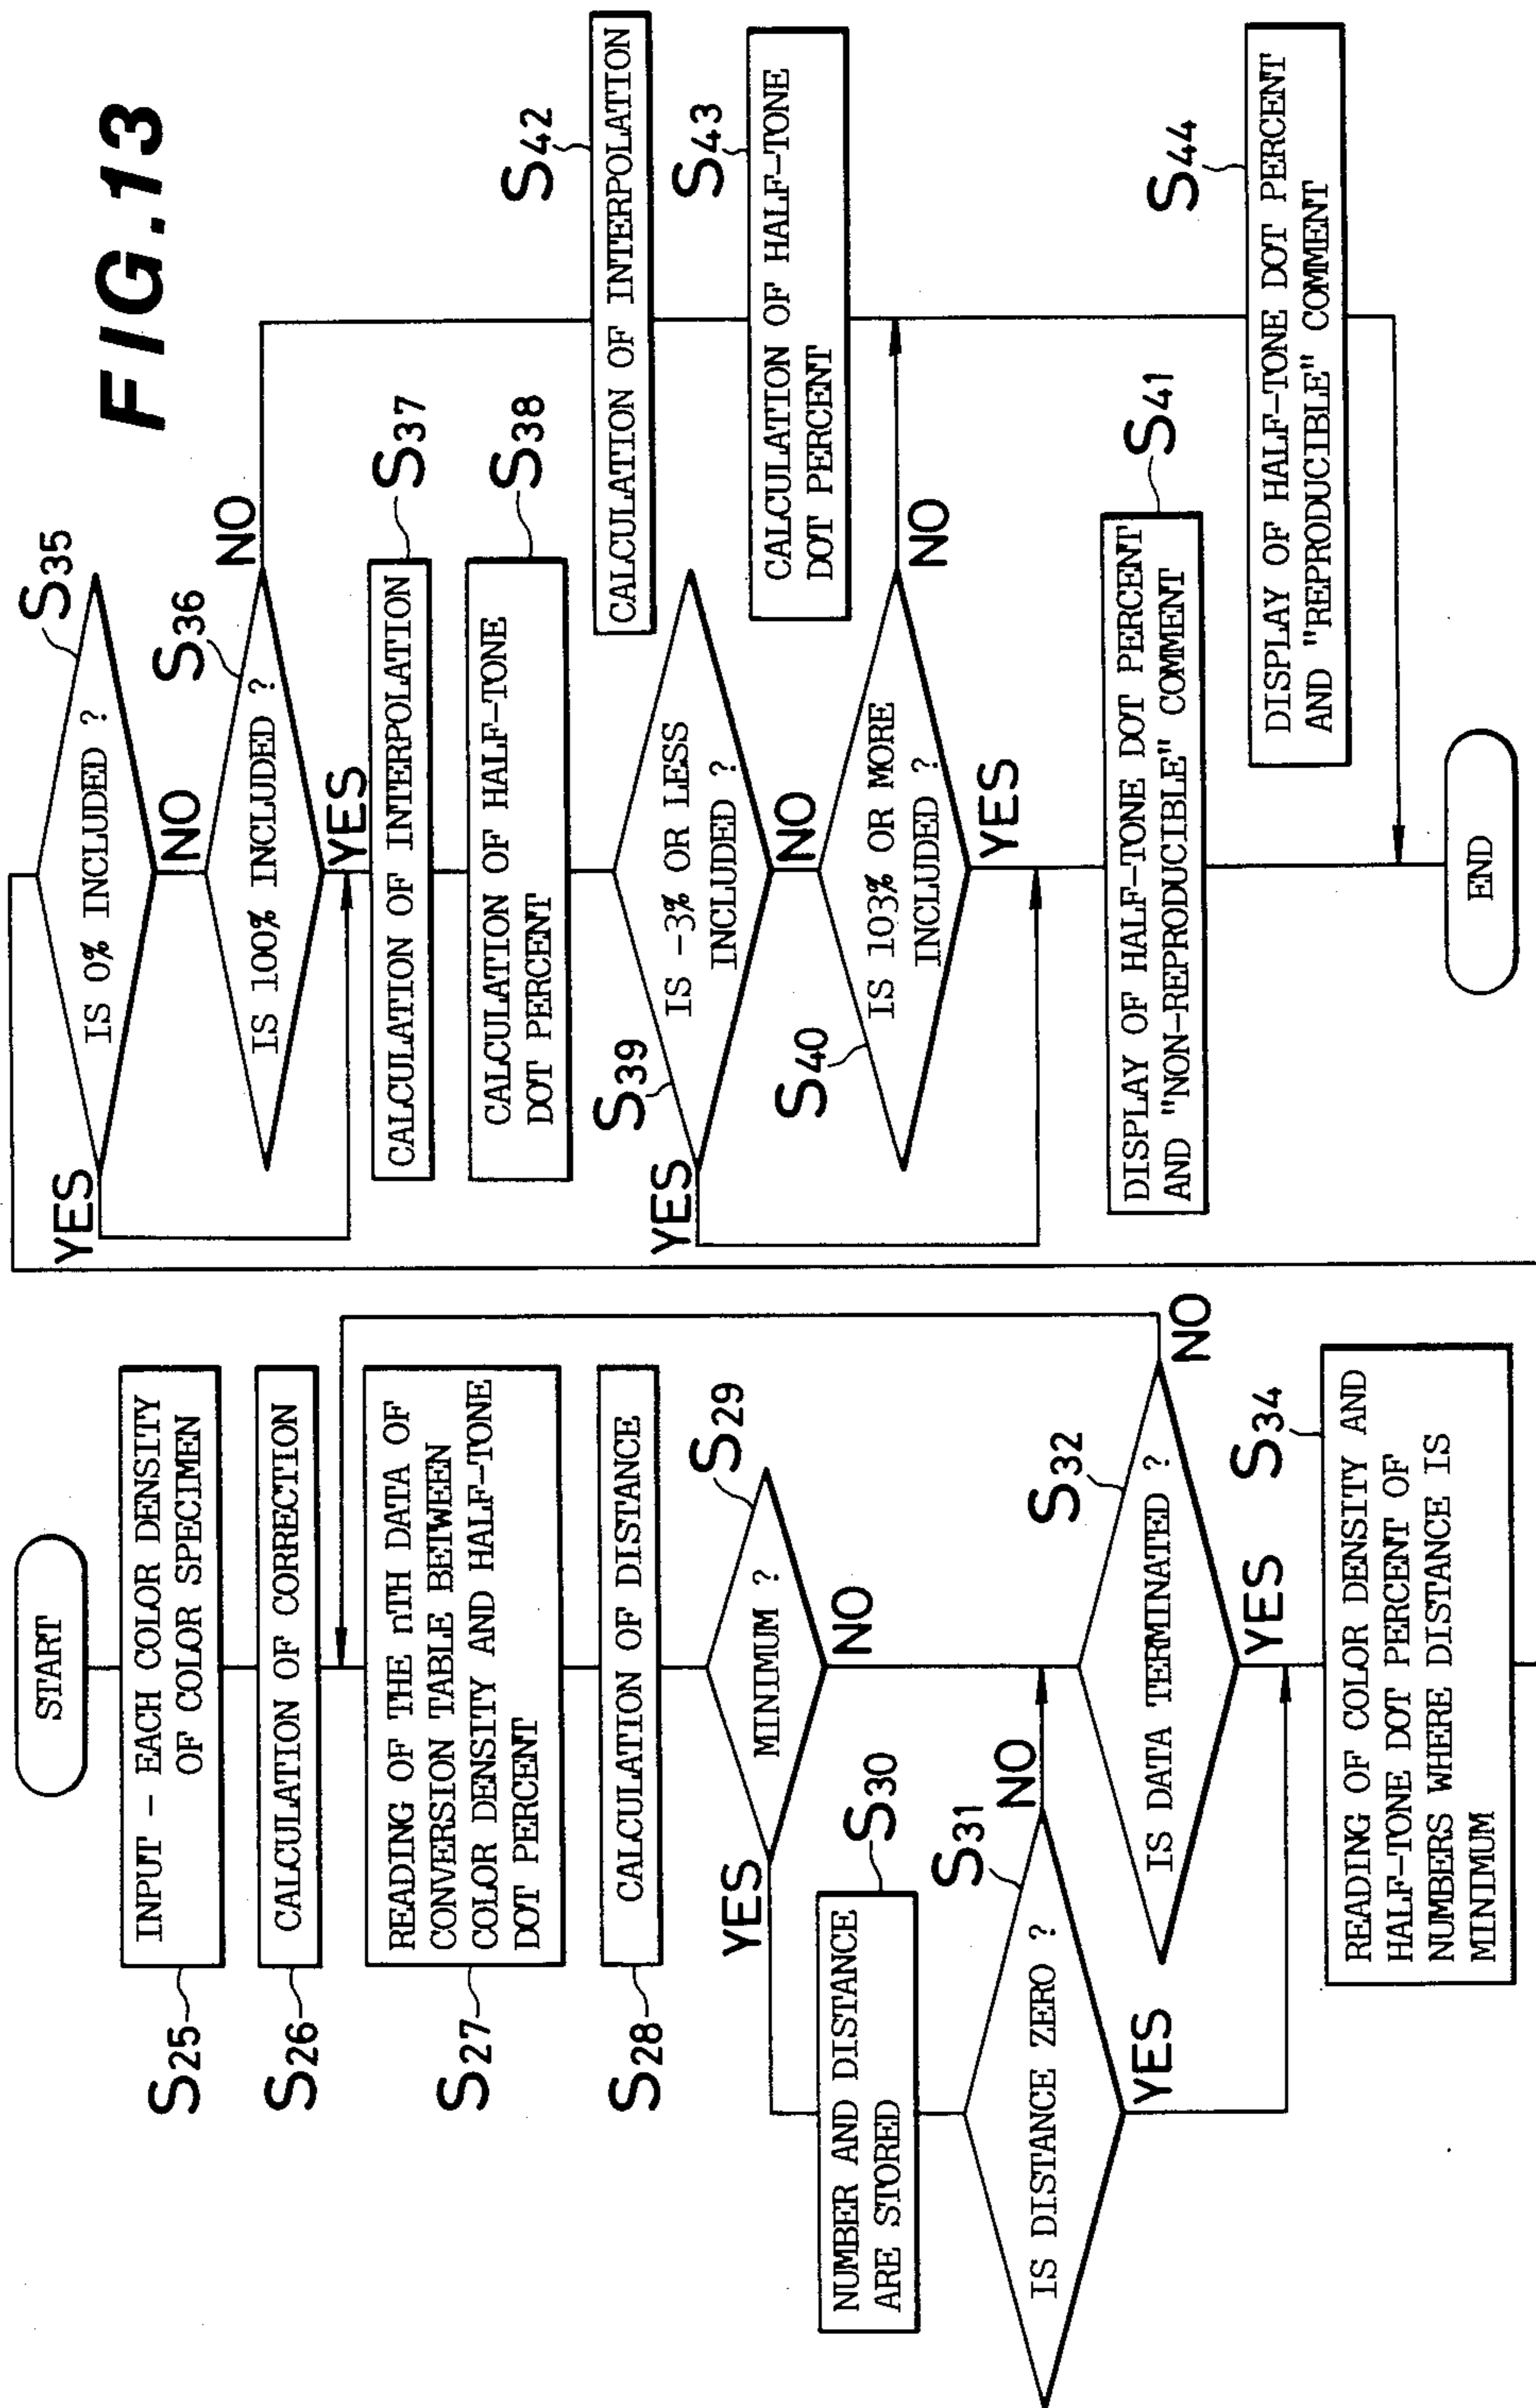 FIG.13
START
S25
INPUT - EACH COLOR DENSITY
OF COLOR SPECIMEN
S26
CALCULATION OF CORRECTION
S27
READING OF THE nTH DATA OF
CONVERSION TABLE BETWEEN
COLOR DENSITY AND HALF-TONE
DOT PERCENT
S28
CALCULATION OF DISTANCE
S29
MINIMUM ?
YES
NO
S30
NUMBER AND DISTANCE
ARE STORED
S31
IS DISTANCE ZERO ?
NO
YES
S32
IS DATA TERMINATED ?
NO
YES
S34
READING OF COLOR DENSITY AND
HALF-TONE DOT PERCENT OF
NUMBERS WHERE DISTANCE IS
MINIMUM
S35
IS 0% INCLUDED ?
YES
NO
S36
IS 100% INCLUDED ?
NO
YES
S37
CALCULATION OF INTERPOLATION
S38
CALCULATION OF HALF-TONE
DOT PERCENT
S39
IS -3% OR LESS
INCLUDED ?
YES
NO
S40
IS 103% OR MORE
INCLUDED ?
NO
YES
S41
DISPLAY OF HALF-TONE DOT PERCENT
AND "NON-REPRODUCIBLE" COMMENT
S42
CALCULATION OF INTERPOLATION
S43
CALCULATION OF HALF-TONE
DOT PERCENT
S44
DISPLAY OF HALF-TONE DOT PERCENT
AND "REPRODUCIBLE" COMMENT
END